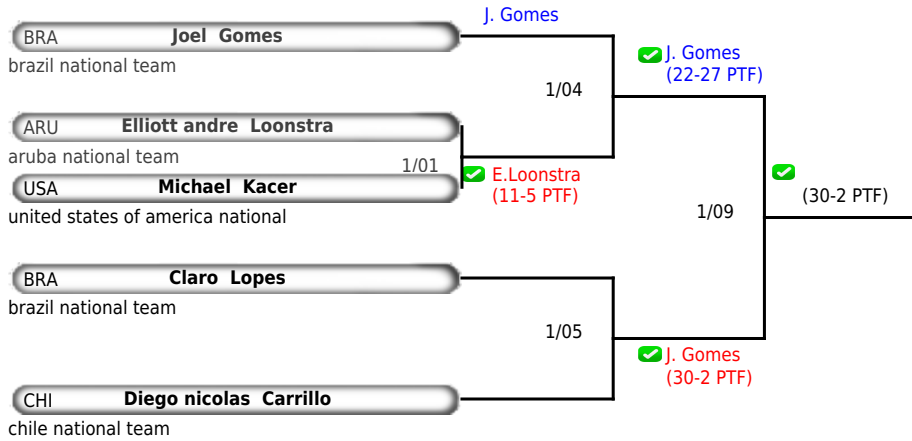 J. Gomes
BRA Joel Gomes
brazil national team
J. Gomes
(22-27 PTF)
1/04
ARU Elliott andre Loonstra
aruba national team
1/01
E.Loonstra
(11-5 PTF)
USA Michael Kacer
united states of america national
(30-2 PTF)
1/09
BRA Claro Lopes
brazil national team
1/05
J. Gomes
(30-2 PTF)
CHI Diego nicolas Carrillo
chile national team